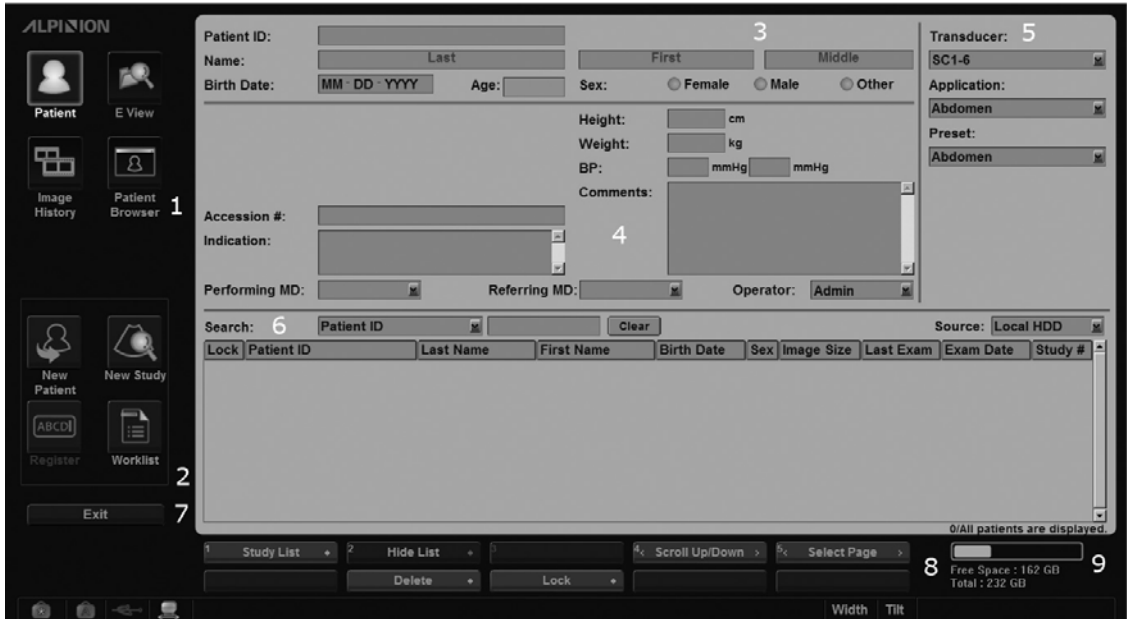 ALPINION
Patient
E View
Image History
Patient Browser
1
New Patient
New Study
ABCD
Register
Worklist
2
Exit
7
Patient ID:
3
Name: Last First Middle
Birth Date: MM - DD - YYYY Age: Sex: Female Male Other
Height: cm
Weight: kg
BP: mmHg mmHg
Comments:
Accession #:
Indication:
4
Performing MD: Referring MD: Operator: Admin
Transducer: 5
SC1-6
Application:
Abdomen
Preset:
Abdomen
Search: 6 Patient ID Clear Source: Local HDD
Lock Patient ID Last Name First Name Birth Date Sex Image Size Last Exam Exam Date Study #
0/All patients are displayed.
1 Study List 2 Hide List 3 4 < Scroll Up/Down > 5 < Select Page >
Delete Lock
8
9
Free Space : 162 GB
Total : 232 GB
Width Tilt